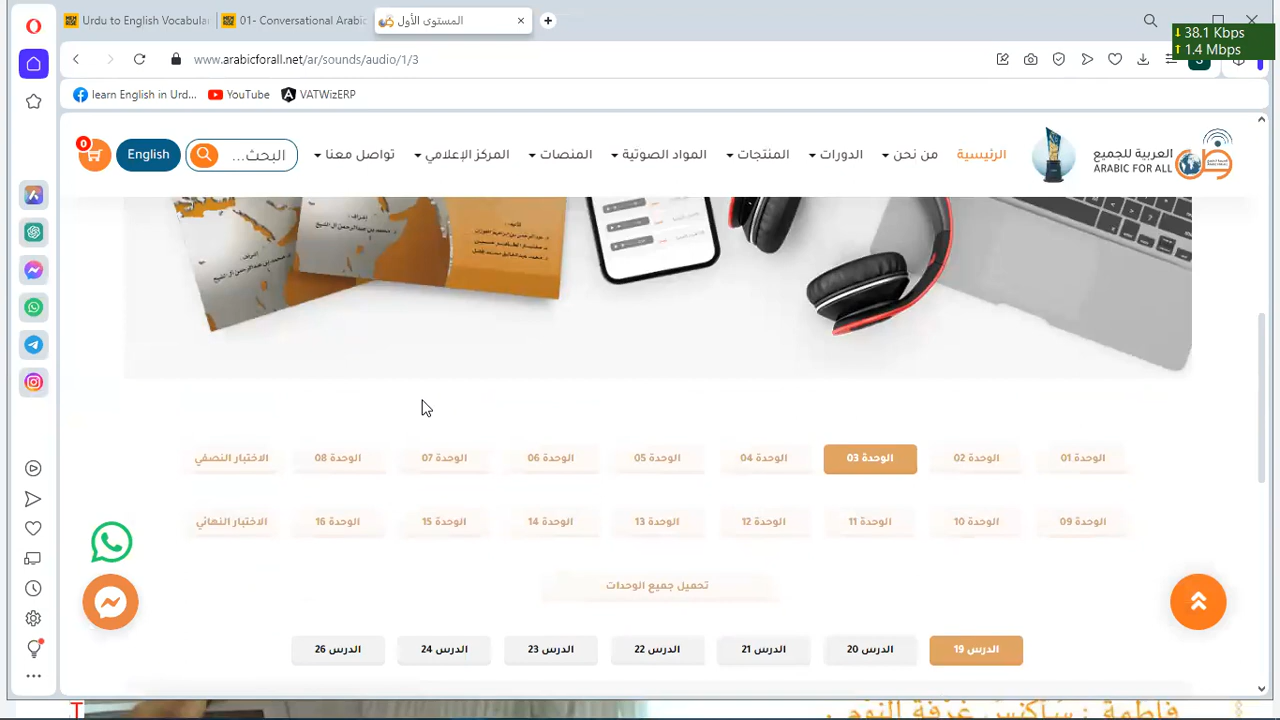 Urdu to English Vocabular
01- Conversational Arabic
المستوى الأول
38.1 Kbps
1.4 Mbps
www.arabicforall.net/ar/sounds/audio/1/3
learn English in Urd...
YouTube
VATWizERP
العربية للجميع
ARABIC FOR ALL
الرئيسية
من نحن
الدورات
المنتجات
المواد الصوتية
المنصات
المركز الإعلامي
تواصل معنا
البحث...
English
0
الوحدة 01
الوحدة 02
الوحدة 03
الوحدة 04
الوحدة 05
الوحدة 06
الوحدة 07
الوحدة 08
الاختبار النصفي
الوحدة 09
الوحدة 10
الوحدة 11
الوحدة 12
الوحدة 13
الوحدة 14
الوحدة 15
الوحدة 16
الاختبار النهائي
تحميل جميع الوحدات
الدرس 19
الدرس 20
الدرس 21
الدرس 22
الدرس 23
الدرس 24
الدرس 26
فاطمة : سَأَكْنُسُ غُرْفَةَ النَّوْمِ .